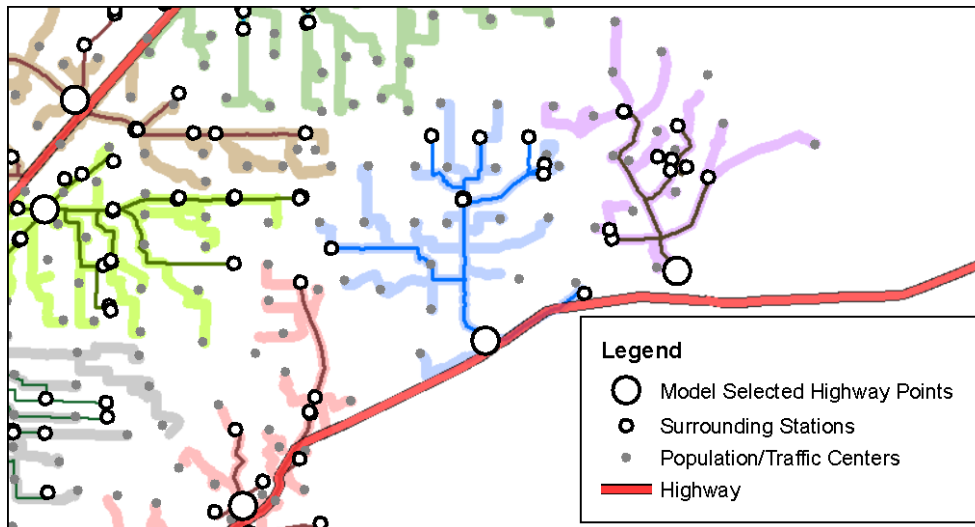 Legend
Model Selected Highway Points
Surrounding Stations
Population/Traffic Centers
Highway